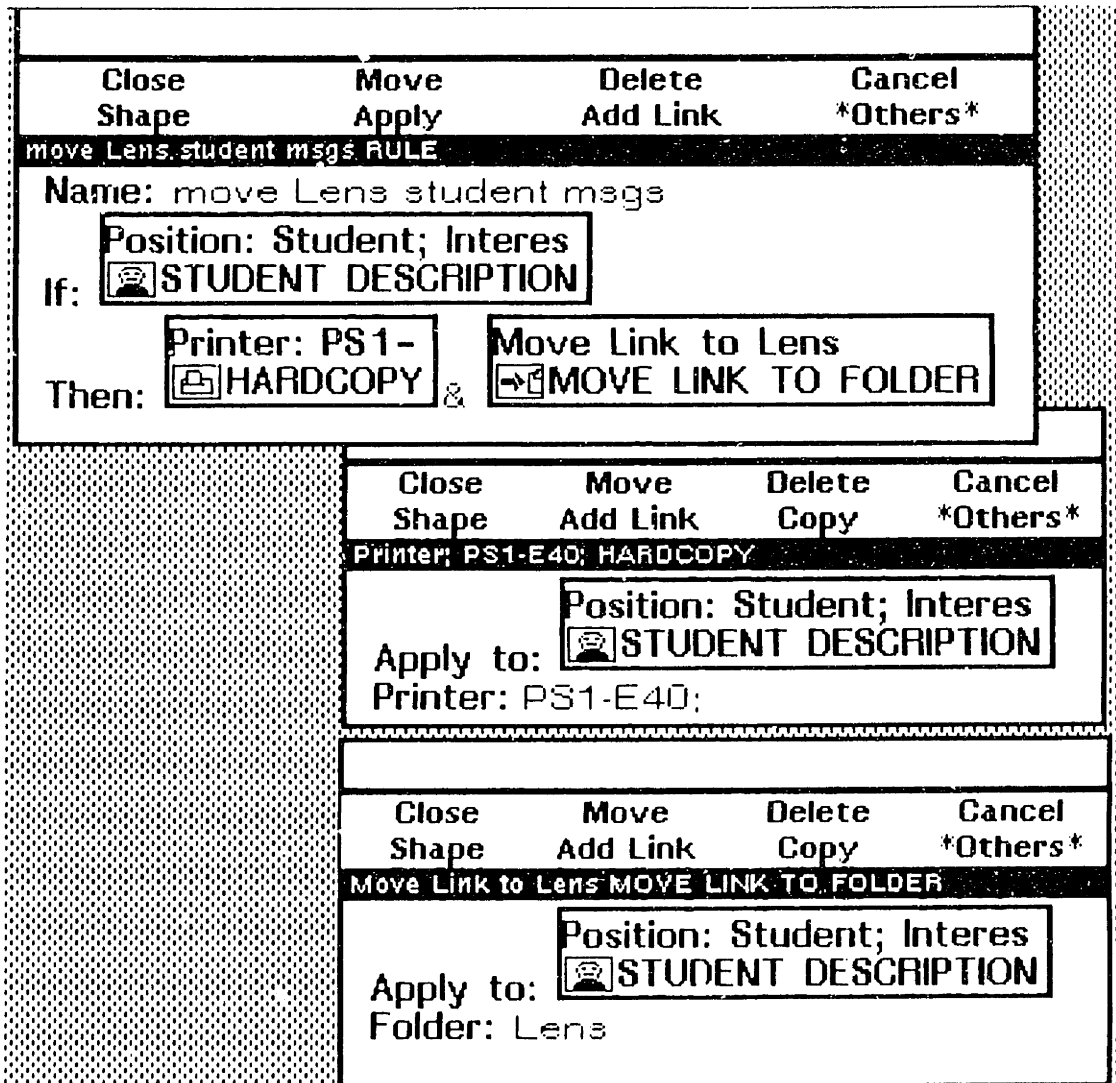 Close Move Delete Cancel
Shape Apply Add Link *Others*
move Lens student msgs RULE
Name: move Lens student msgs
Position: Student; Interes
If: STUDENT DESCRIPTION
Printer: PS1- Move Link to Lens
Then: HARDCOPY & MOVE LINK TO FOLDER
Close Move Delete Cancel
Shape Add Link Copy *Others*
Printer: PS1-E40; HARDCOPY
Position: Student; Interes
Apply to: STUDENT DESCRIPTION
Printer: PS1-E40;
Close Move Delete Cancel
Shape Add Link Copy *Others*
Move Link to Lens MOVE LINK TO FOLDER
Position: Student; Interes
Apply to: STUDENT DESCRIPTION
Folder: Lens